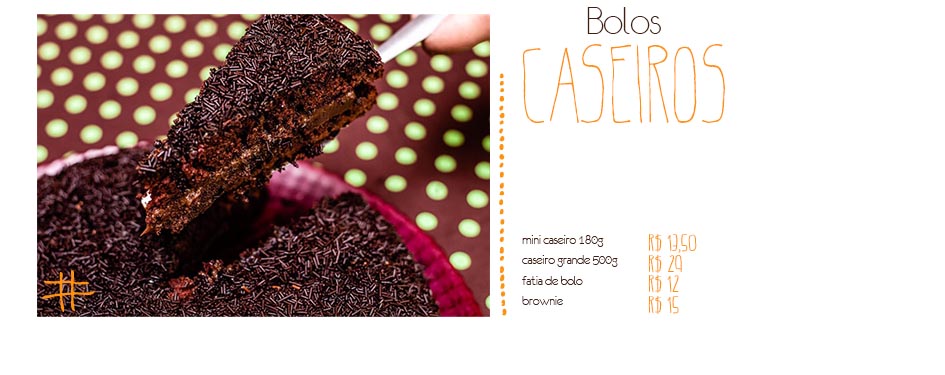 Bolos
CASEIROS
mini caseiro 180g R$ 13,50
caseiro grande 500g R$ 29
fatia de bolo R$ 12
brownie R$ 15